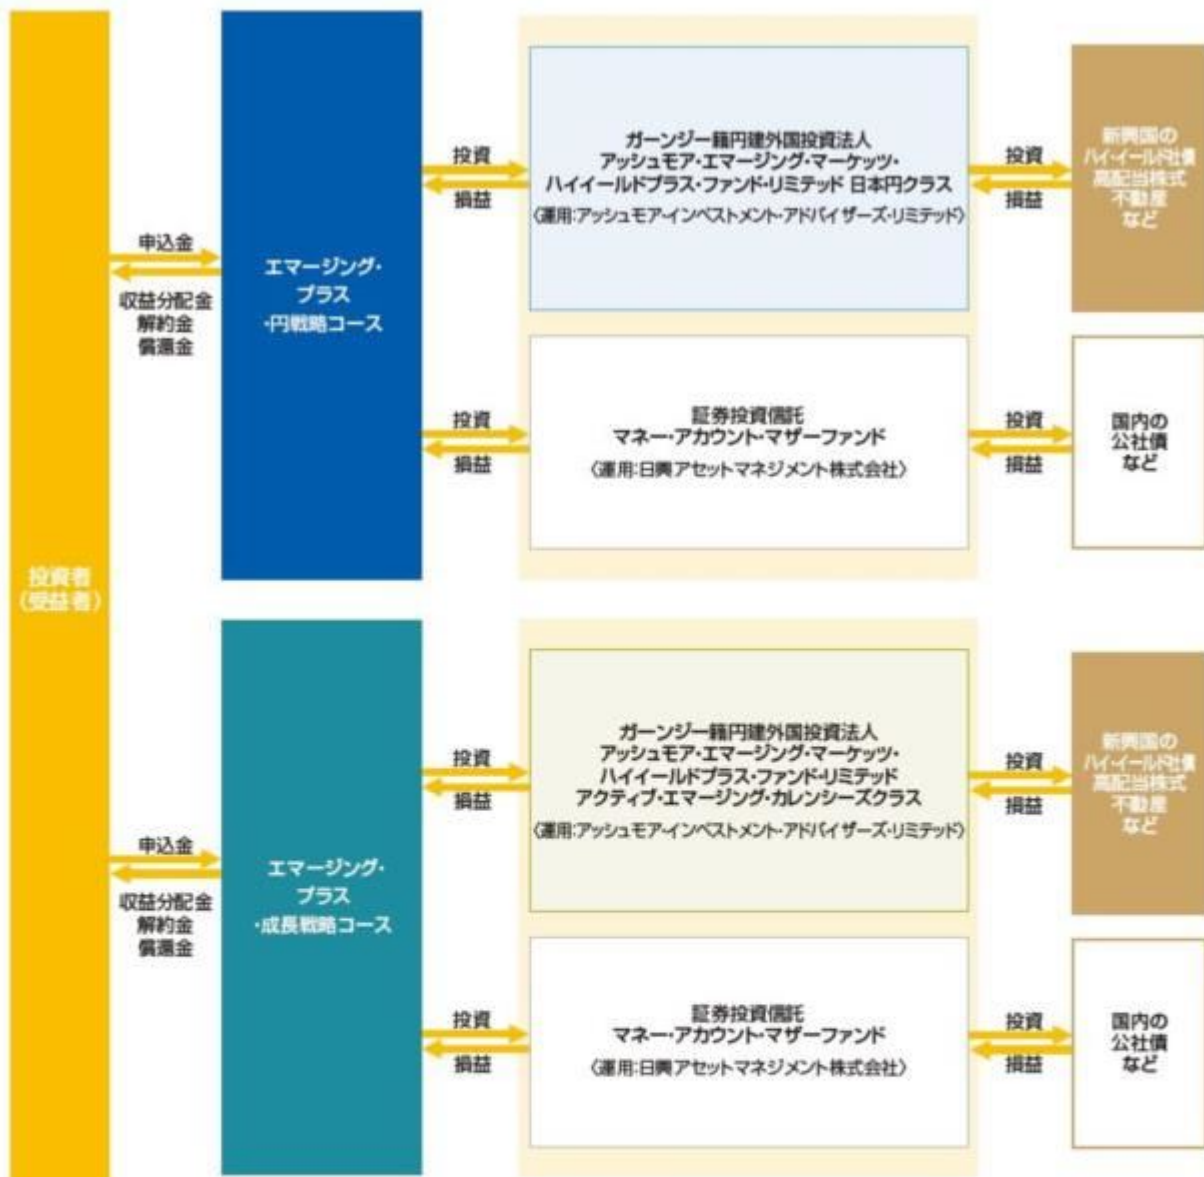 投資者
(受益者)
申込金
収益分配金
解約金
償還金
エマージング・
プラス
・円戦略コース
投資
損益
ガーンジー籍円建外国投資法人
アッシュモア・エマージング・マーケッツ・
ハイイールドプラス・ファンド・リミテッド 日本円クラス
〈運用:アッシュモア・インベストメント・アドバイザーズ・リミテッド〉
投資
損益
新興国の
ハイ・イールド社債
高配当株式
不動産
など
投資
損益
証券投資信託
マネー・アカウント・マザーファンド
〈運用:日興アセットマネジメント株式会社〉
投資
損益
国内の
公社債
など
申込金
収益分配金
解約金
償還金
エマージング・
プラス
・成長戦略コース
投資
損益
ガーンジー籍円建外国投資法人
アッシュモア・エマージング・マーケッツ・
ハイイールドプラス・ファンド・リミテッド
アクティブ・エマージング・カレンシーズクラス
〈運用:アッシュモア・インベストメント・アドバイザーズ・リミテッド〉
投資
損益
新興国の
ハイ・イールド社債
高配当株式
不動産
など
投資
損益
証券投資信託
マネー・アカウント・マザーファンド
〈運用:日興アセットマネジメント株式会社〉
投資
損益
国内の
公社債
など